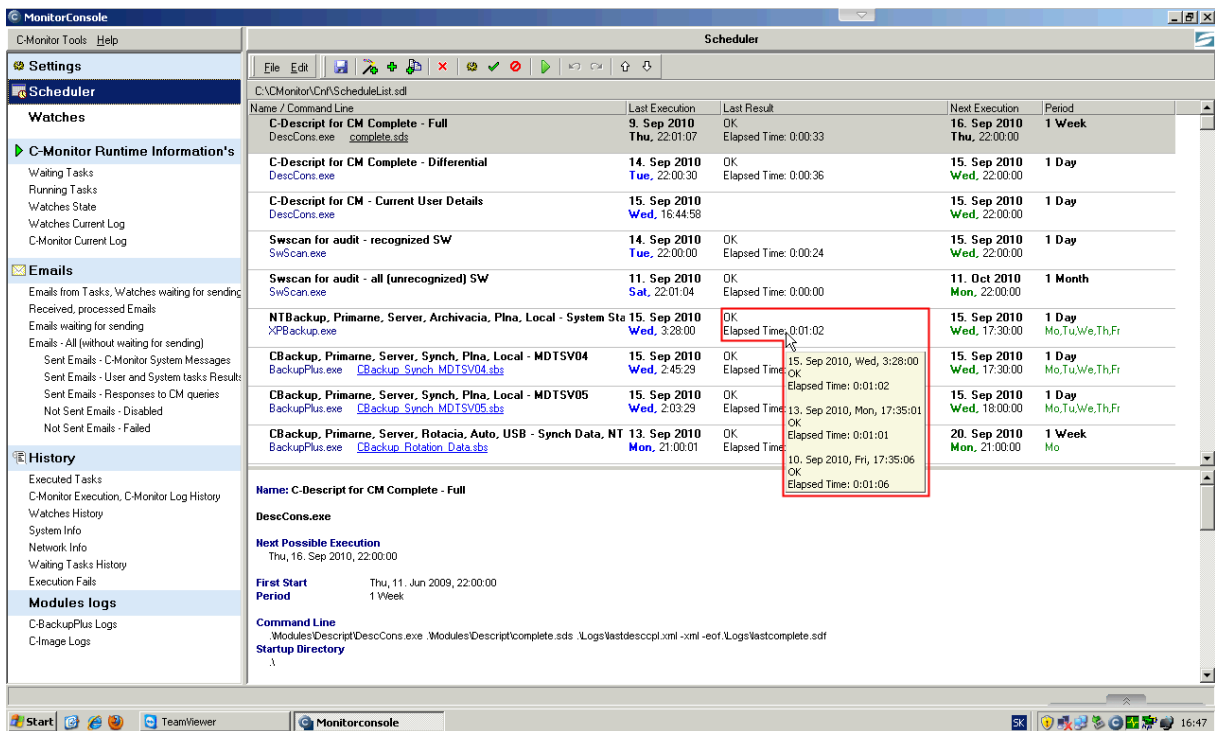 MonitorConsole
C-Monitor Tools Help
Scheduler
Settings
Scheduler
Watches
C-Monitor Runtime Information's
Waiting Tasks
Running Tasks
Watches State
Watches Current Log
C-Monitor Current Log
Emails
Emails from Tasks, Watches waiting for sending
Received, processed Emails
Emails waiting for sending
Emails - All (without waiting for sending)
Sent Emails - C-Monitor System Messages
Sent Emails - User and System tasks Results
Sent Emails - Responses to CM queries
Not Sent Emails - Disabled
Not Sent Emails - Failed
History
Executed Tasks
C-Monitor Execution, C-Monitor Log History
Watches History
System Info
Network Info
Waiting Tasks History
Execution Fails
Modules logs
C-BackupPlus Logs
C-Image Logs
File Edit
C:\CMonitor\Cnf\ScheduleList.sdl
Name / Command Line Last Execution Last Result Next Execution Period
C-Descript for CM Complete - Full 9. Sep 2010 OK 16. Sep 2010 1 Week
DescCons.exe complete.sds Thu, 22:01:07 Elapsed Time: 0:00:33 Thu, 22:00:00
C-Descript for CM Complete - Differential 14. Sep 2010 OK 15. Sep 2010 1 Day
DescCons.exe Tue, 22:00:30 Elapsed Time: 0:00:36 Wed, 22:00:00
C-Descript for CM - Current User Details 15. Sep 2010 15. Sep 2010 1 Day
DescCons.exe Wed, 16:44:58 Wed, 22:00:00
Swscan for audit - recognized SW 14. Sep 2010 OK 15. Sep 2010 1 Day
SwScan.exe Tue, 22:00:00 Elapsed Time: 0:00:24 Wed, 22:00:00
Swscan for audit - all (unrecognized) SW 11. Sep 2010 OK 11. Oct 2010 1 Month
SwScan.exe Sat, 22:01:04 Elapsed Time: 0:00:00 Mon, 22:00:00
NTBackup, Primarne, Server, Archivacia, Plna, Local - System Sta 15. Sep 2010 OK 15. Sep 2010 1 Day
XPBackup.exe Wed, 3:28:00 Elapsed Time: 0:01:02 Wed, 17:30:00 Mo,Tu,We,Th,Fr
CBackup, Primarne, Server, Synch, Plna, Local - MDTSV04 15. Sep 2010 OK 15. Sep 2010 1 Day
BackupPlus.exe CBackup_Synch_MDTSV04.sbs Wed, 2:45:29 Elapsed Time Wed, 17:30:00 Mo,Tu,We,Th,Fr
CBackup, Primarne, Server, Synch, Plna, Local - MDTSV05 15. Sep 2010 OK 15. Sep 2010 1 Day
BackupPlus.exe CBackup_Synch_MDTSV05.sbs Wed, 2:03:29 Elapsed Time Wed, 18:00:00 Mo,Tu,We,Th,Fr
CBackup, Primarne, Server, Rotacia, Auto, USB - Synch Data, NT 13. Sep 2010 OK 20. Sep 2010 1 Week
BackupPlus.exe CBackup_Rotation_Data.sbs Mon, 21:00:01 Elapsed Time Mon, 21:00:00 Mo
15. Sep 2010, Wed, 3:28:00
OK
Elapsed Time: 0:01:02
13. Sep 2010, Mon, 17:35:01
OK
Elapsed Time: 0:01:01
10. Sep 2010, Fri, 17:35:06
OK
Elapsed Time: 0:01:06
Name: C-Descript for CM Complete - Full
DescCons.exe
Next Possible Execution
Thu, 16. Sep 2010, 22:00:00
First Start Thu, 11. Jun 2009, 22:00:00
Period 1 Week
Command Line
.\Modules\Descript\DescCons.exe .\Modules\Descript\complete.sds .\Logs\lastdesccpl.xml -xml -eof.\Logs\lastcomplete.sdf
Startup Directory
.\
Start TeamViewer Monitorconsole SK 16:47